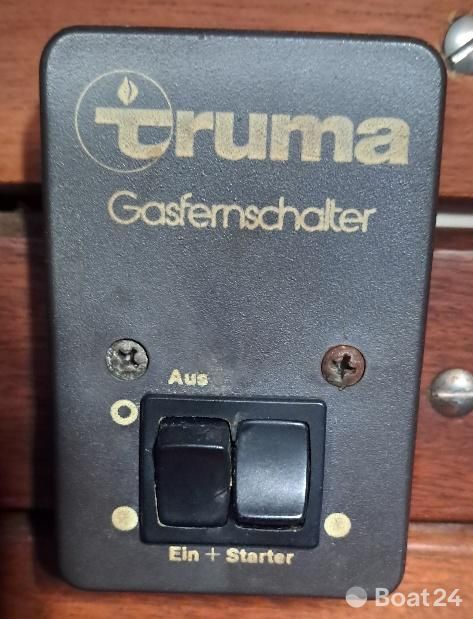 truma
Gasfernschalter
Aus
Ein + Starter
Boat24